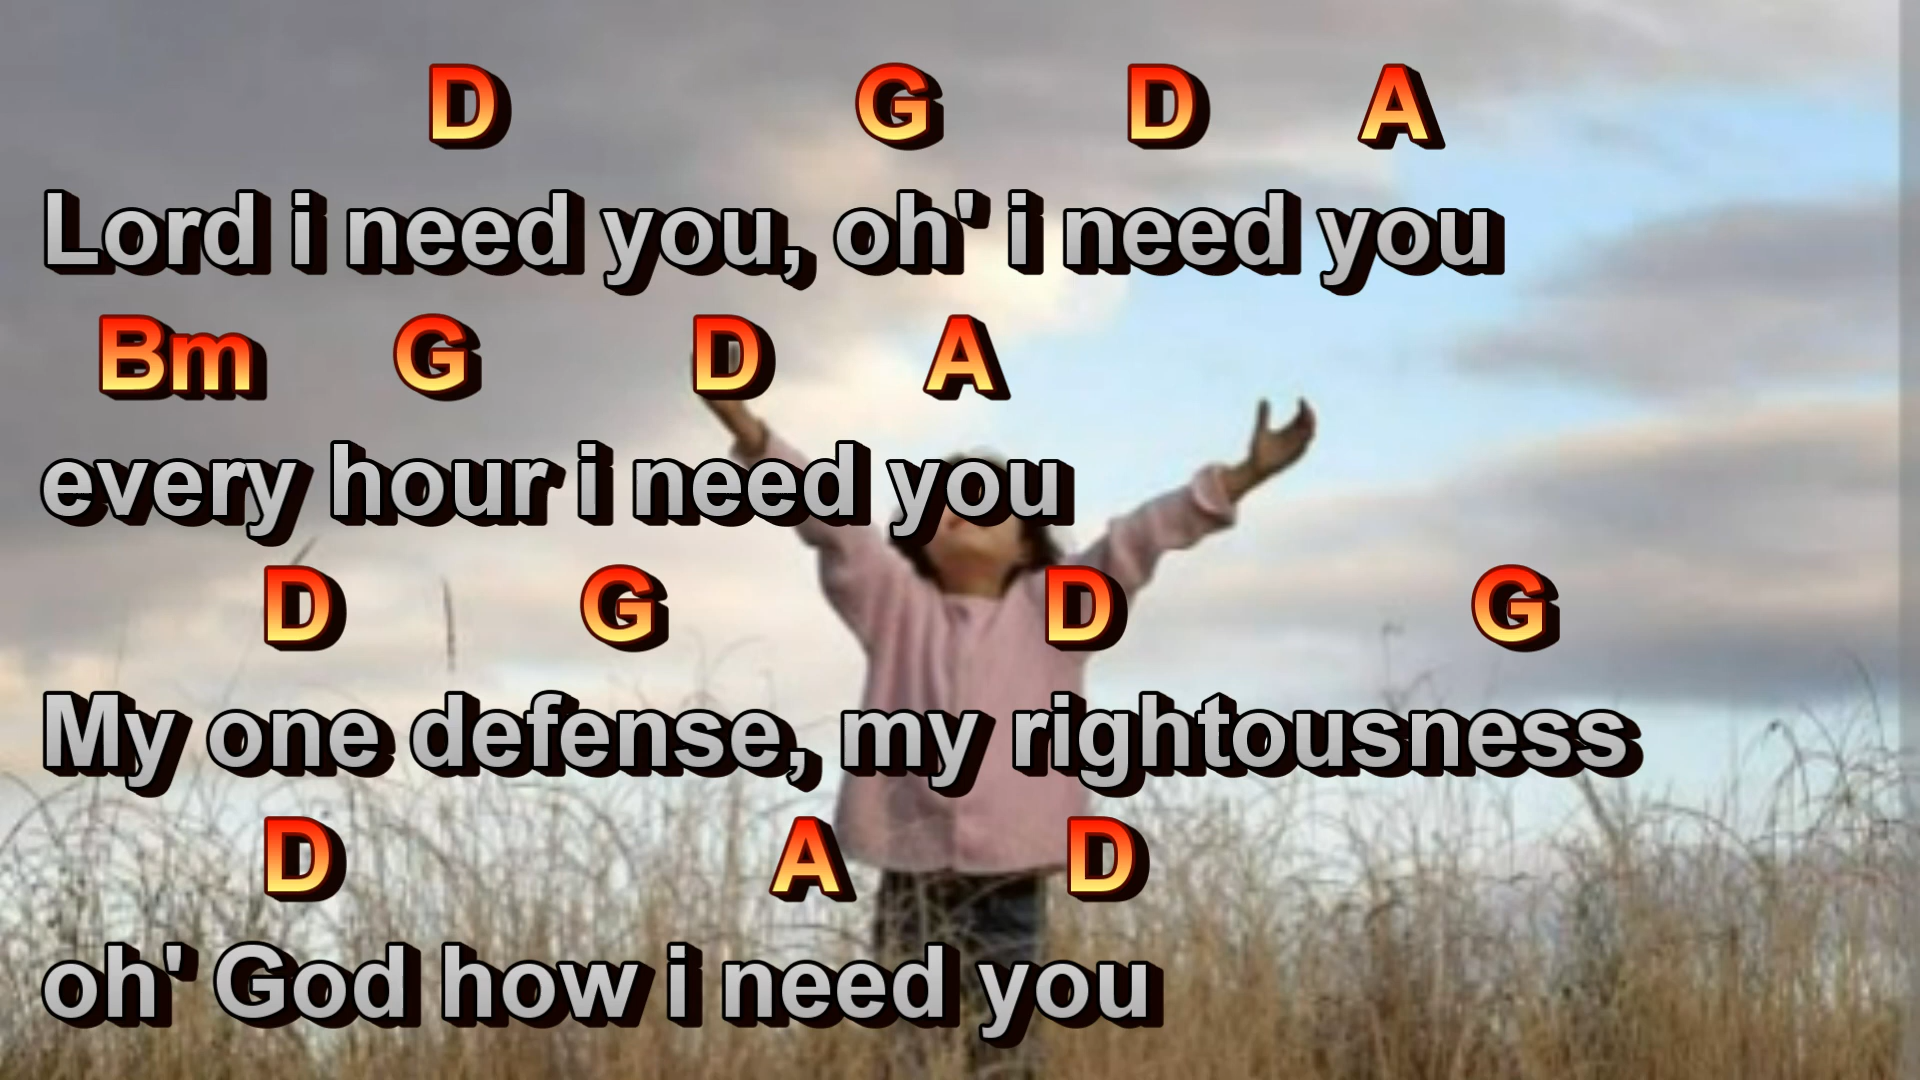 D G D A
Lord i need you, oh' i need you
Bm G D A
every hour i need you
D G D G
My one defense, my rightousness
D A D
oh' God how i need you